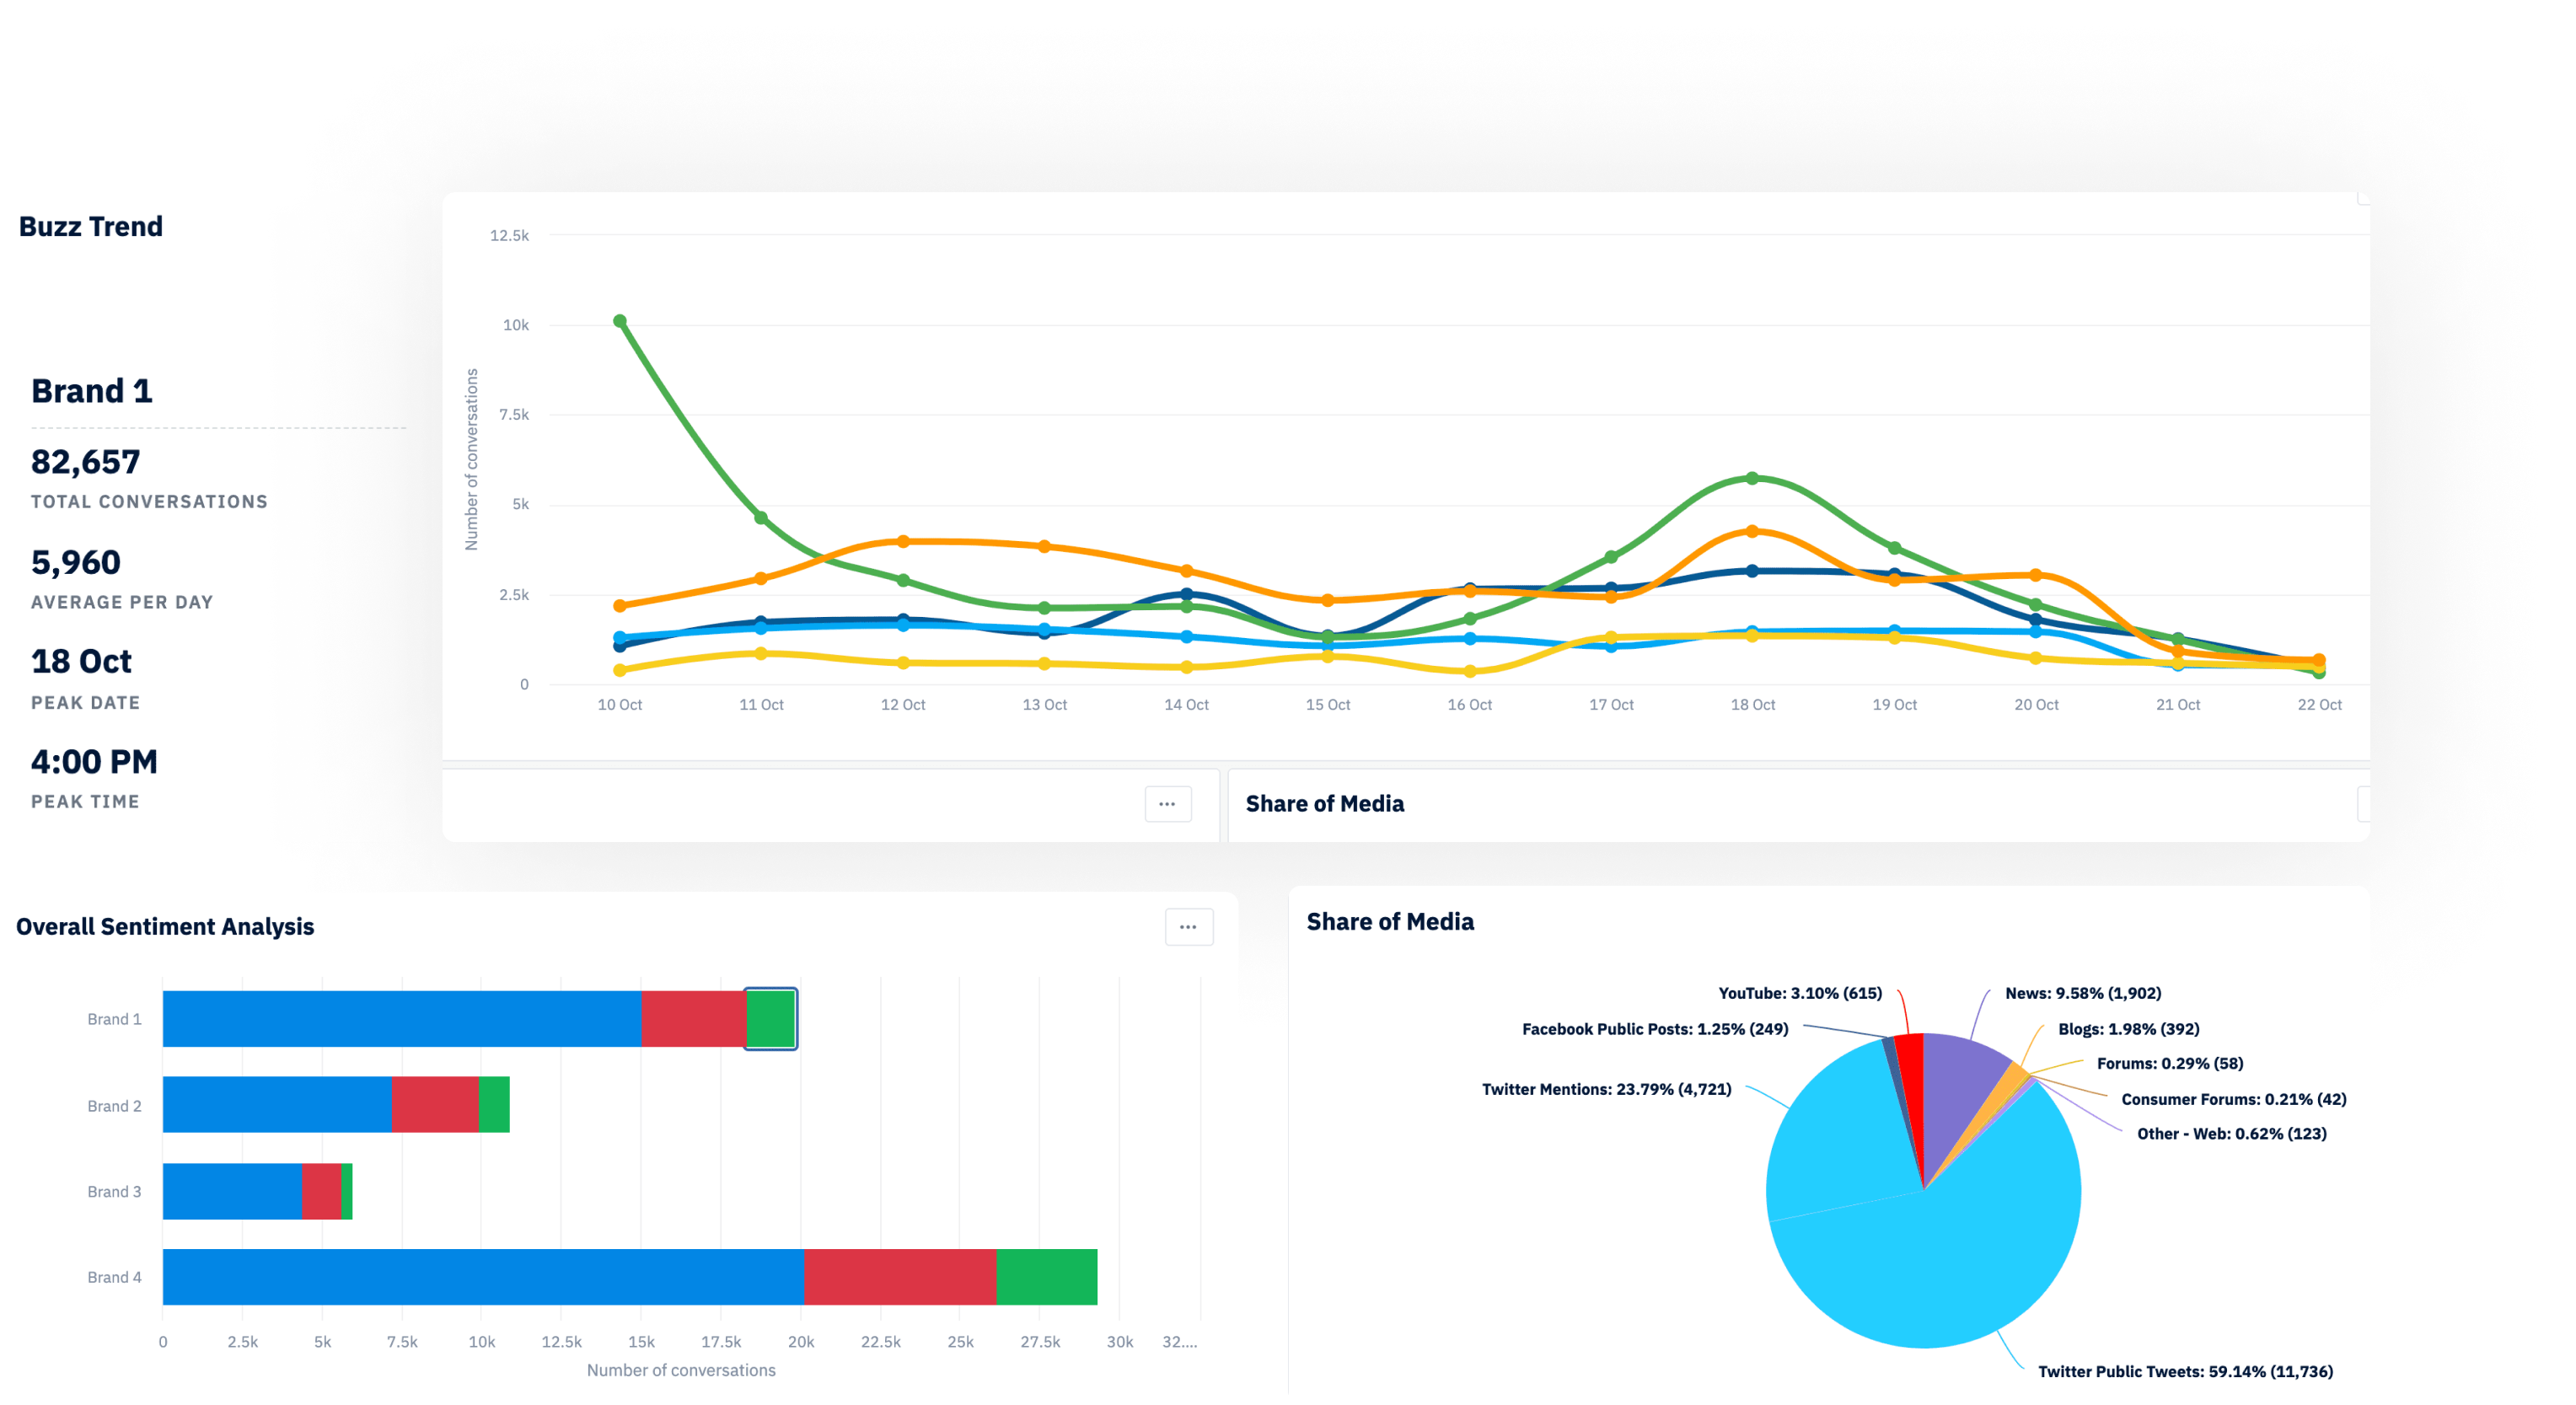 Buzz Trend
Brand 1
82,657
TOTAL CONVERSATIONS
5,960
AVERAGE PER DAY
18 Oct
PEAK DATE
4:00 PM
PEAK TIME
Number of conversations
12.5k
10k
7.5k
5k
2.5k
0
10 Oct 11 Oct 12 Oct 13 Oct 14 Oct 15 Oct 16 Oct 17 Oct 18 Oct 19 Oct 20 Oct 21 Oct 22 Oct
Share of Media
Overall Sentiment Analysis
Brand 1
Brand 2
Brand 3
Brand 4
0 2.5k 5k 7.5k 10k 12.5k 15k 17.5k 20k 22.5k 25k 27.5k 30k 32....
Number of conversations
Share of Media
YouTube: 3.10% (615)
News: 9.58% (1,902)
Facebook Public Posts: 1.25% (249)
Blogs: 1.98% (392)
Forums: 0.29% (58)
Twitter Mentions: 23.79% (4,721)
Consumer Forums: 0.21% (42)
Other - Web: 0.62% (123)
Twitter Public Tweets: 59.14% (11,736)